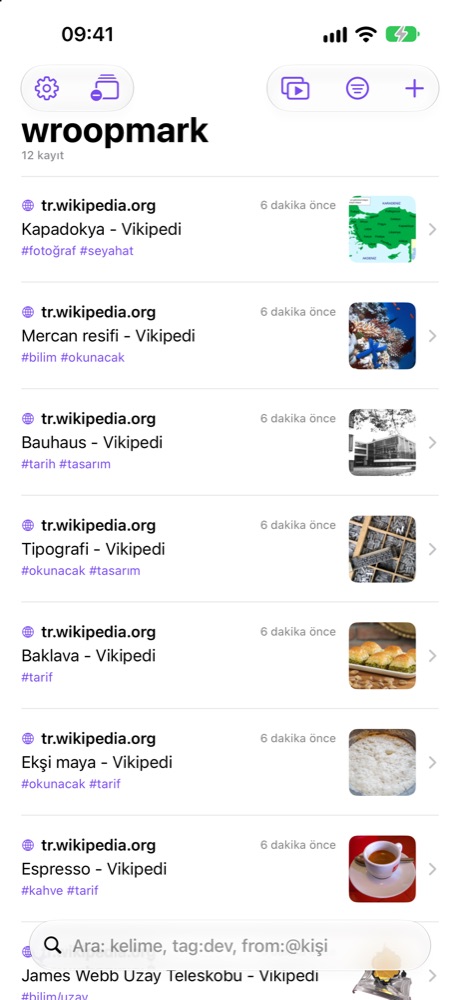 09:41
wroopmark
12 kayıt
tr.wikipedia.org 6 dakika önce
Kapadokya - Vikipedi
#fotoğraf #seyahat
tr.wikipedia.org 6 dakika önce
Mercan resifi - Vikipedi
#bilim #okunacak
tr.wikipedia.org 6 dakika önce
Bauhaus - Vikipedi
#tarih #tasarım
tr.wikipedia.org 6 dakika önce
Tipografi - Vikipedi
#okunacak #tasarım
tr.wikipedia.org 6 dakika önce
Baklava - Vikipedi
#tarif
tr.wikipedia.org 6 dakika önce
Ekşi maya - Vikipedi
#okunacak #tarif
tr.wikipedia.org 6 dakika önce
Espresso - Vikipedi
#kahve #tarif
Ara: kelime, tag:dev, from:@kişi
James Webb Uzay Teleskobu - Vikipedi
#bilim/uzay